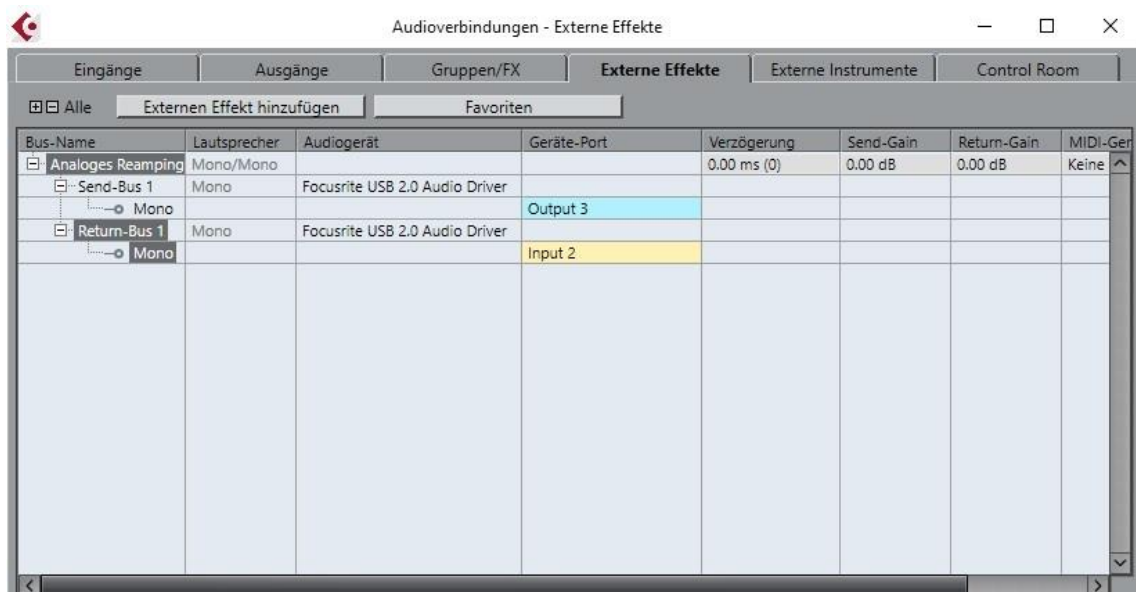 Audioverbindungen - Externe Effekte
Eingänge Ausgänge Gruppen/FX Externe Effekte Externe Instrumente Control Room
Alle Externen Effekt hinzufügen Favoriten
Bus-Name Lautsprecher Audiogerät Geräte-Port Verzögerung Send-Gain Return-Gain MIDI-Ger
Analoges Reamping Mono/Mono 0.00 ms (0) 0.00 dB 0.00 dB Keine
Send-Bus 1 Mono Focusrite USB 2.0 Audio Driver
Mono Output 3
Return-Bus 1 Mono Focusrite USB 2.0 Audio Driver
Mono Input 2